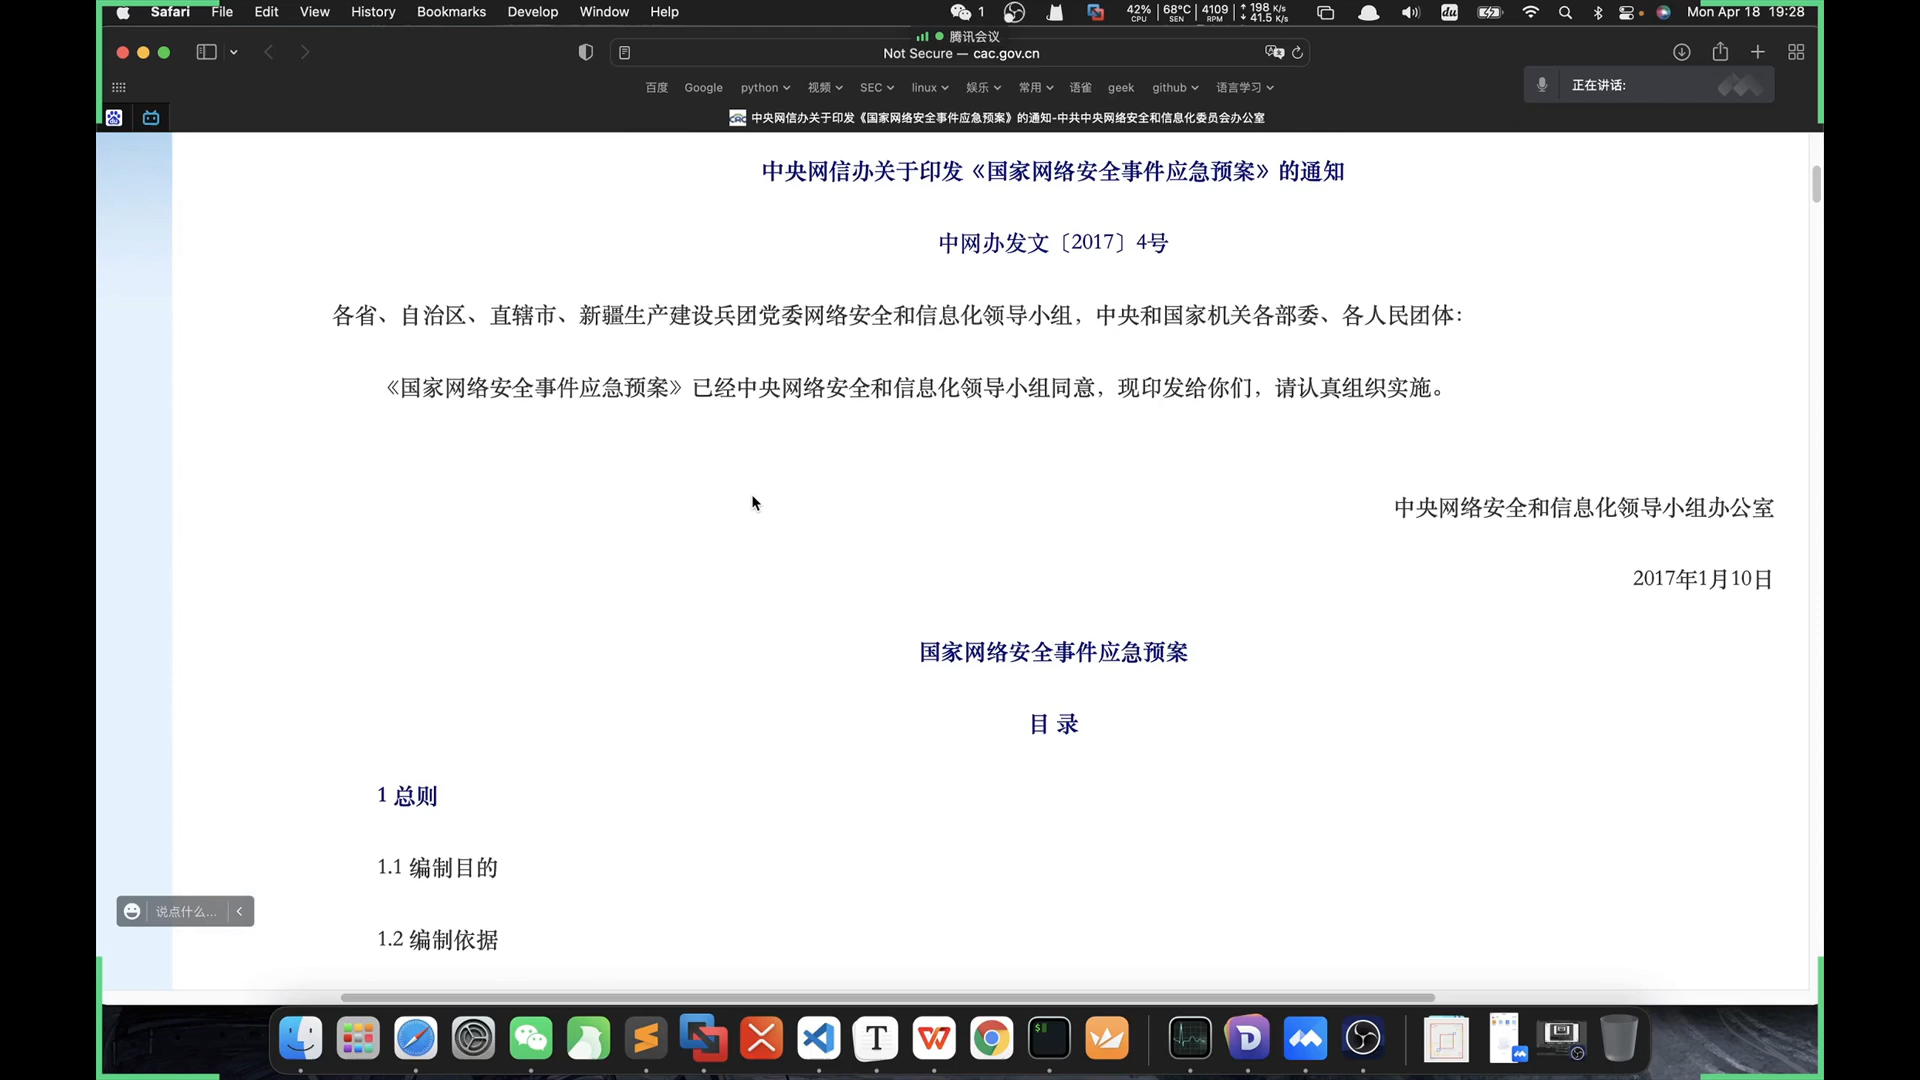 Safari File Edit View History Bookmarks Develop Window Help 1 42% CPU 68°C SEN 4109 RPM 198 K/s 41.5 K/s du Mon Apr 18 19:28
腾讯会议
Not Secure — cac.gov.cn
百度 Google python 视频 SEC linux 娱乐 常用 语雀 geek github 语言学习
正在讲话:
中央网信办关于印发《国家网络安全事件应急预案》的通知-中共中央网络安全和信息化委员会办公室
中央网信办关于印发《国家网络安全事件应急预案》的通知
中网办发文〔2017〕4号
各省、自治区、直辖市、新疆生产建设兵团党委网络安全和信息化领导小组，中央和国家机关各部委、各人民团体：
《国家网络安全事件应急预案》已经中央网络安全和信息化领导小组同意，现印发给你们，请认真组织实施。
中央网络安全和信息化领导小组办公室
2017年1月10日
国家网络安全事件应急预案
目 录
1 总则
1.1 编制目的
说点什么...
1.2 编制依据